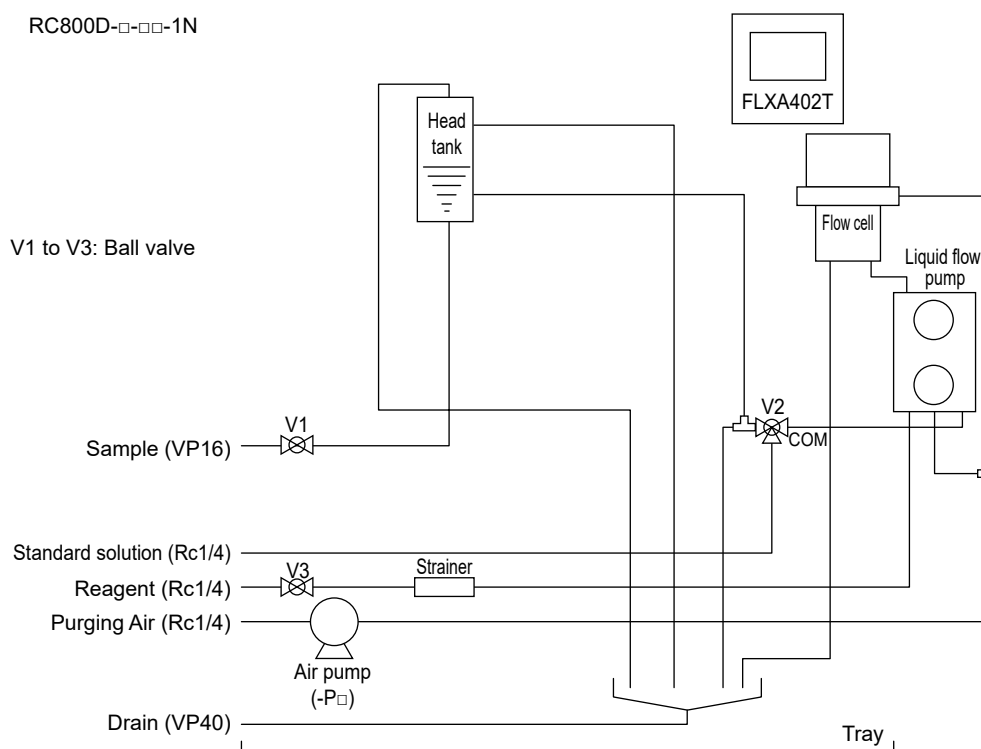 RC800D-□-□□-1N
FLXA402T
Head
tank
Flow cell
V1 to V3: Ball valve
Liquid flow
pump
V1
V2
Sample (VP16)
COM
Standard solution (Rc1/4)
V3
Strainer
Reagent (Rc1/4)
Purging Air (Rc1/4)
Air pump
(-P□)
Drain (VP40)
Tray